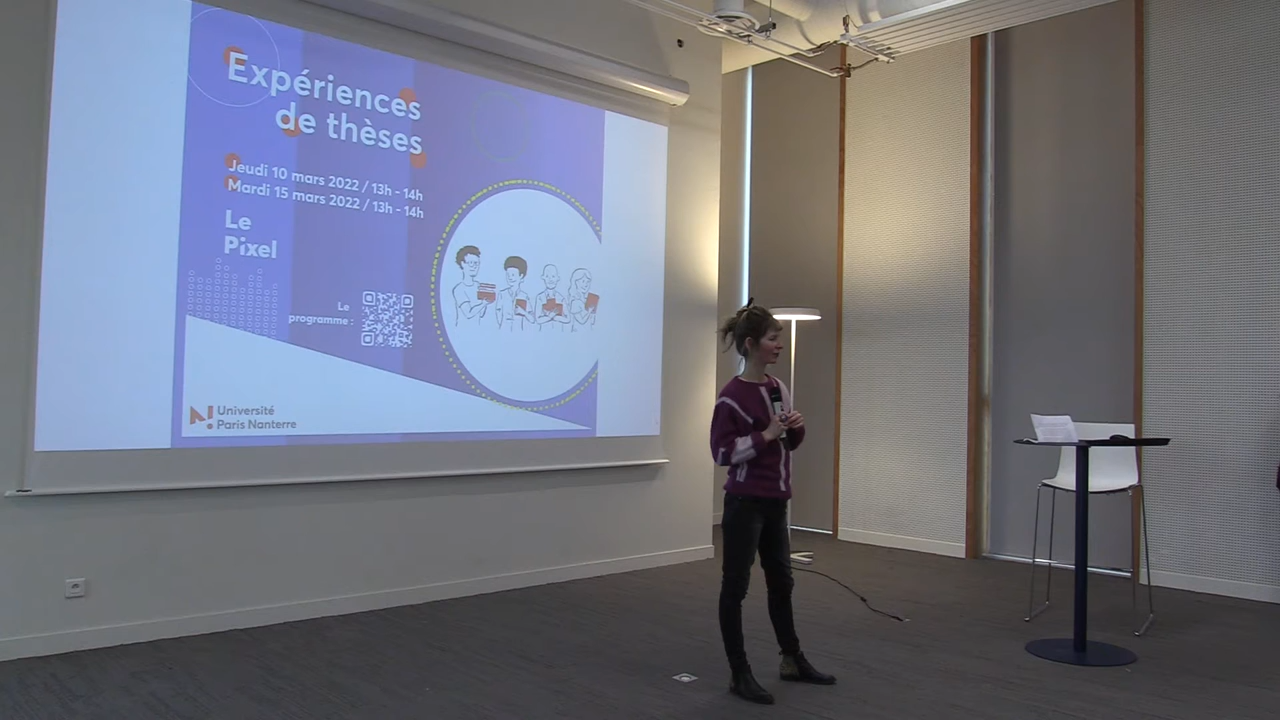 Expériences
de thèses
Jeudi 10 mars 2022 / 13h - 14h
Mardi 15 mars 2022 / 13h - 14h
Le
Pixel
Le
programme :
Université
Paris Nanterre